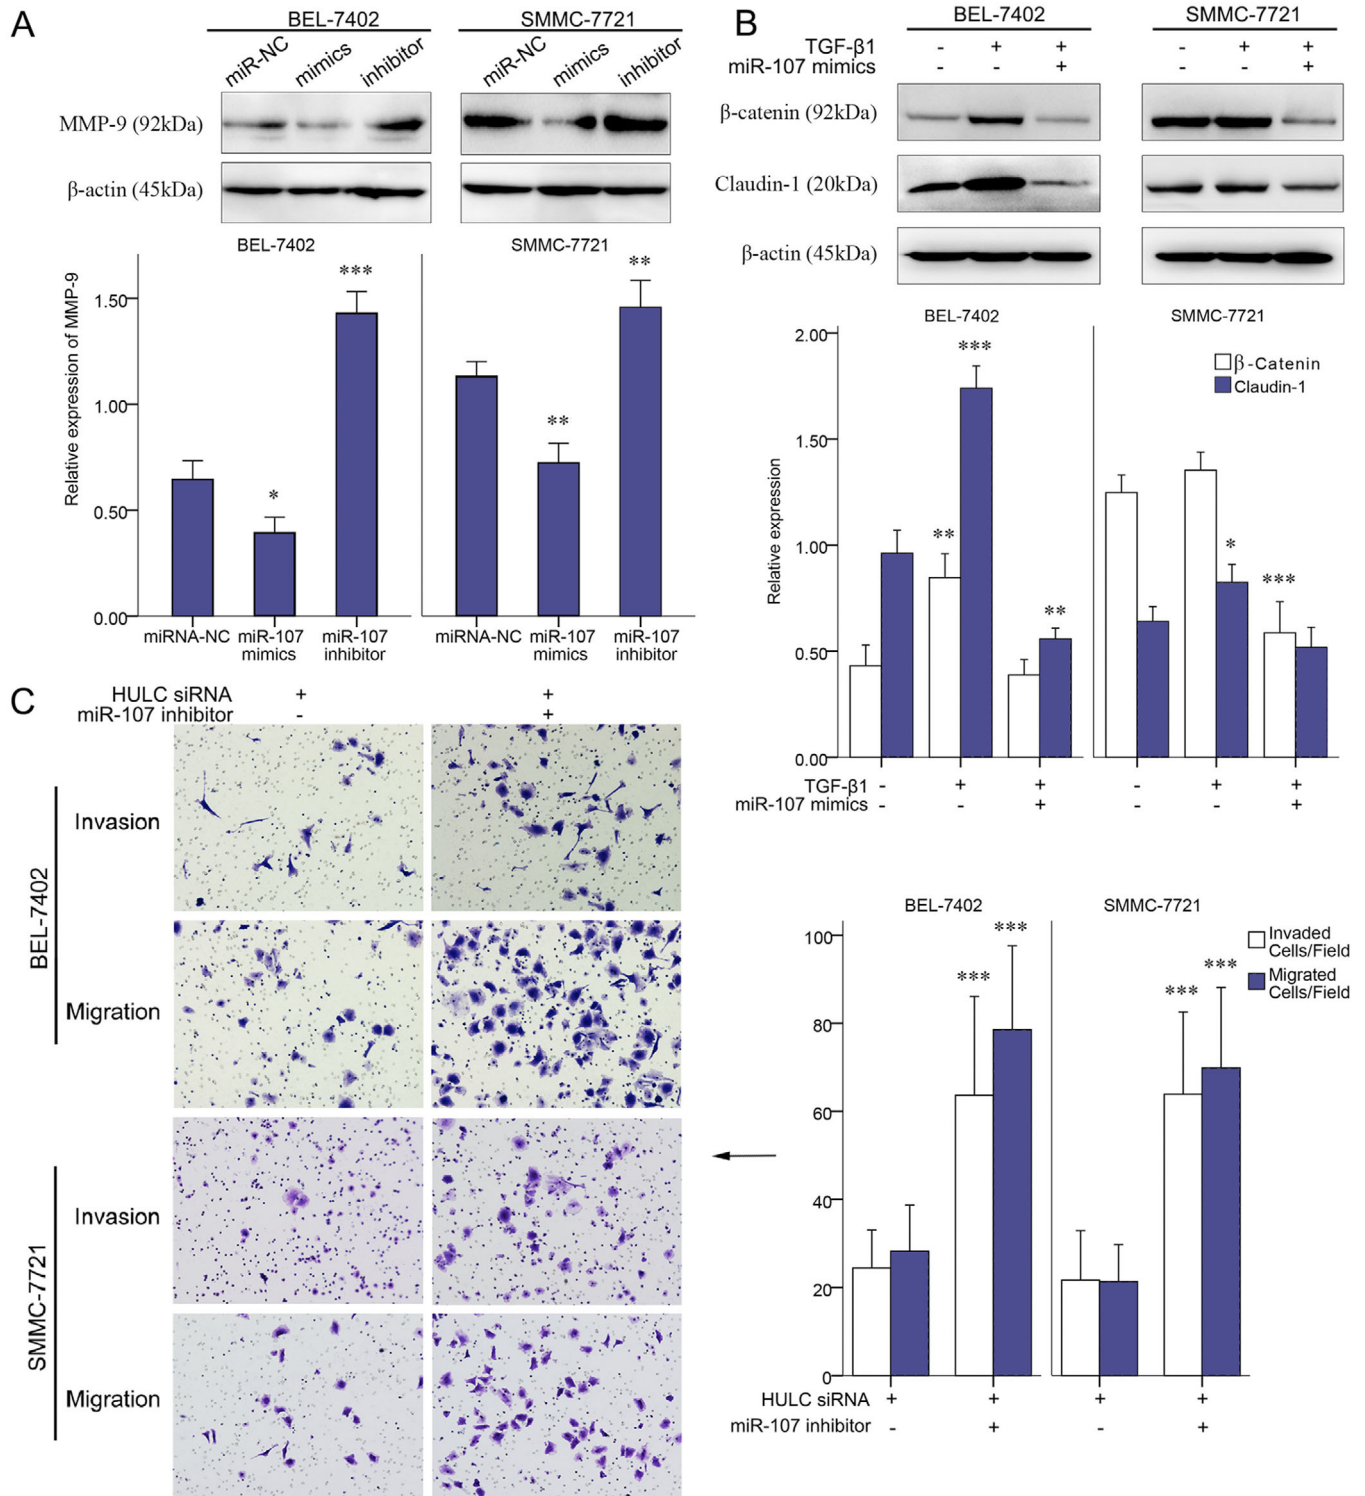 A
BEL-7402
SMMC-7721
miR-NC
mimics
inhibitor
miR-NC
mimics
inhibitor
MMP-9 (92kDa)
β-actin (45kDa)
BEL-7402
SMMC-7721
Relative expression of MMP-9
1.50
1.00
0.50
0.00
*
***
**
**
miRNA-NC
miR-107
mimics
miR-107
inhibitor
miRNA-NC
miR-107
mimics
miR-107
inhibitor
B
BEL-7402
SMMC-7721
TGF-β1 - + + - + +
miR-107 mimics - - + - - +
β-catenin (92kDa)
Claudin-1 (20kDa)
β-actin (45kDa)
BEL-7402
SMMC-7721
β-Catenin
Claudin-1
Relative expression
2.00
1.50
1.00
0.50
0.00
**
***
**
*
***
TGF-β1 - + + - + +
miR-107 mimics - - + - - +
C
HULC siRNA + +
miR-107 inhibitor - +
BEL-7402
Invasion
Migration
SMMC-7721
Invasion
Migration
BEL-7402
SMMC-7721
Invaded
Cells/Field
Migrated
Cells/Field
100
80
60
40
20
0
***
***
***
***
HULC siRNA + + + +
miR-107 inhibitor - + - +